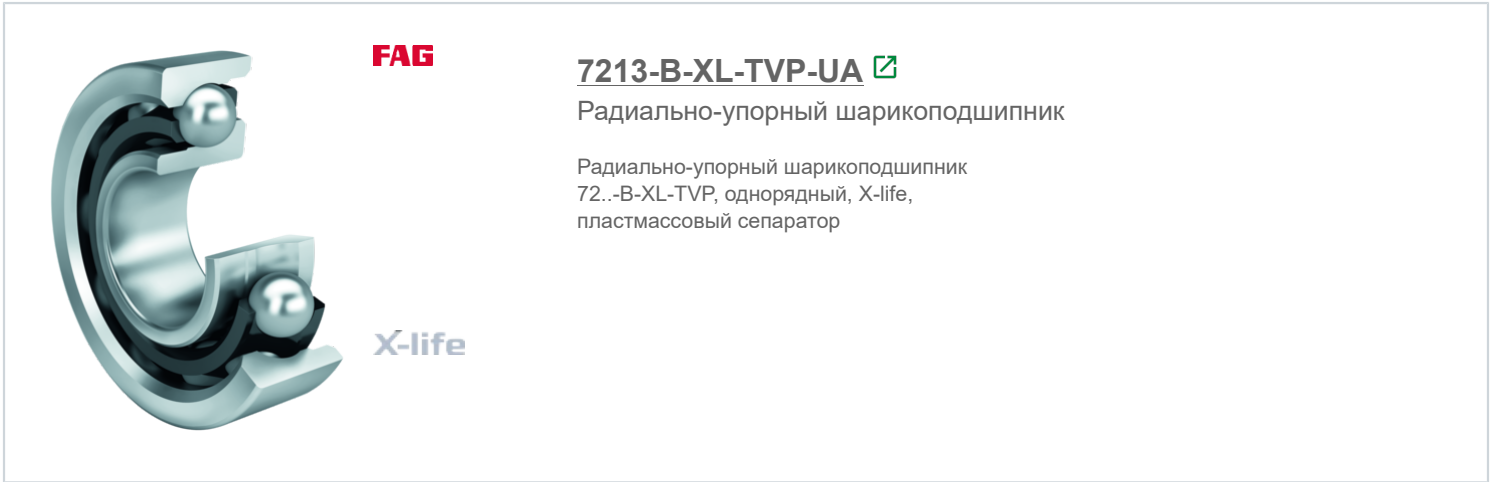 FAG
7213-B-XL-TVP-UA
Радиально-упорный шарикоподшипник
Радиально-упорный шарикоподшипник
72..-B-XL-TVP, однорядный, X-life,
пластмассовый сепаратор
X-life